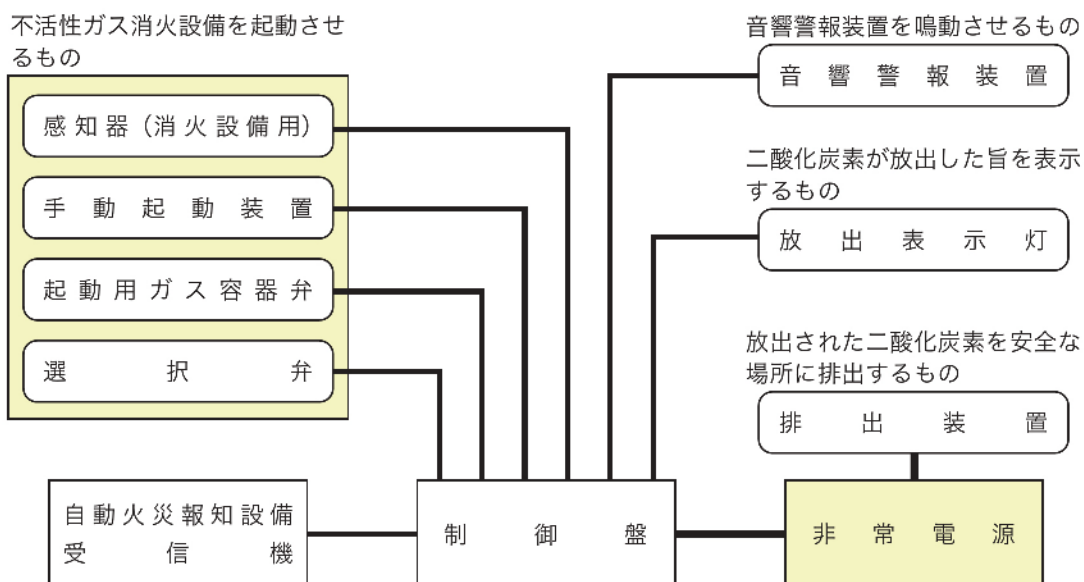 不活性ガス消火設備を起動させ
るもの
感知器(消火設備用)
手動起動装置
起動用ガス容器弁
選択弁
音響警報装置を鳴動させるもの
音響警報装置
二酸化炭素が放出した旨を表示
するもの
放出表示灯
放出された二酸化炭素を安全な
場所に排出するもの
排出装置
自動火災報知設備
受信機
制御盤
非常電源